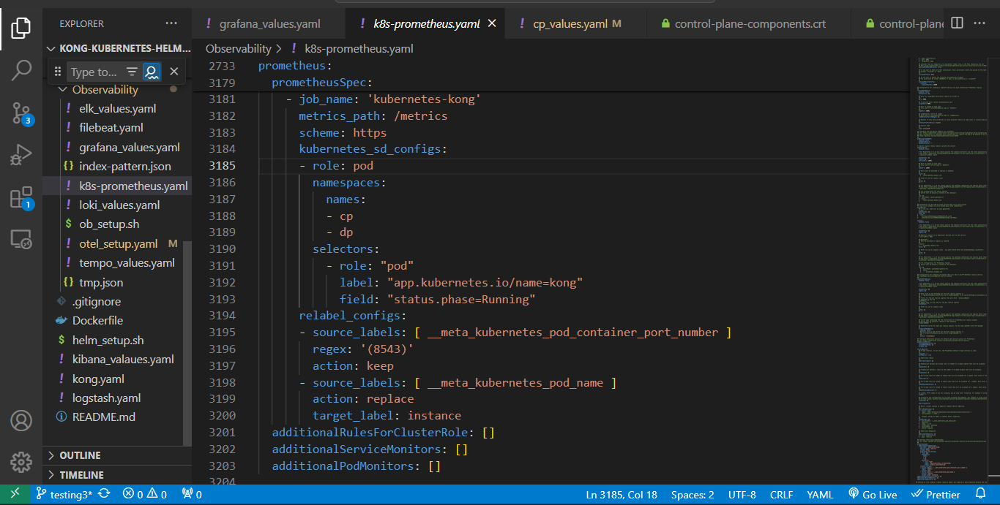 EXPLORER
grafana_values.yaml
k8s-prometheus.yaml
cp_values.yaml M
control-plane-components.crt
control-plane
KONG-KUBERNETES-HELM...
Observability > k8s-prometheus.yaml
Type to...
Observability
elk_values.yaml
filebeat.yaml
grafana_values.yaml
index-pattern.json
k8s-prometheus.yaml
loki_values.yaml
ob_setup.sh
otel_setup.yaml M
tempo_values.yaml
tmp.json
.gitignore
Dockerfile
helm_setup.sh
kibana_valaues.yaml
kong.yaml
logstash.yaml
README.md
OUTLINE
TIMELINE
3
1
2733 prometheus:
3179 prometheusSpec:
3181 - job_name: 'kubernetes-kong'
3182 metrics_path: /metrics
3183 scheme: https
3184 kubernetes_sd_configs:
3185 - role: pod
3186 namespaces:
3187 names:
3188 - cp
3189 - dp
3190 selectors:
3191 - role: "pod"
3192 label: "app.kubernetes.io/name=kong"
3193 field: "status.phase=Running"
3194 relabel_configs:
3195 - source_labels: [ __meta_kubernetes_pod_container_port_number ]
3196 regex: '(8543)'
3197 action: keep
3198 - source_labels: [ __meta_kubernetes_pod_name ]
3199 action: replace
3200 target_label: instance
3201 additionalRulesForClusterRole: []
3202 additionalServiceMonitors: []
3203 additionalPodMonitors: []
3204
testing3* 0 0 0 Ln 3185, Col 18 Spaces: 2 UTF-8 CRLF YAML Go Live Prettier